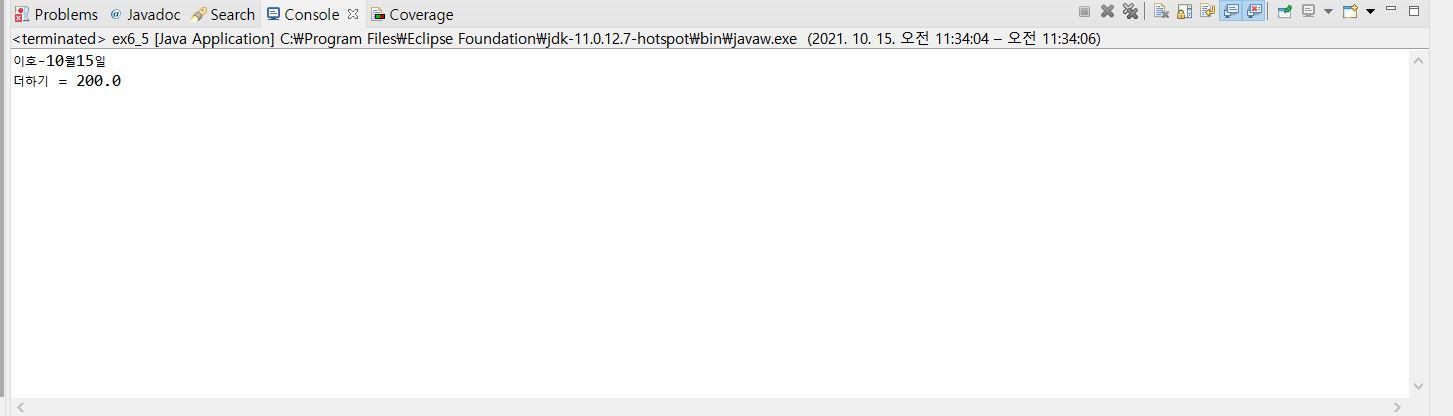 Problems @ Javadoc Search Console Coverage
<terminated> ex6_5 [Java Application] C:₩Program Files₩Eclipse Foundation₩jdk-11.0.12.7-hotspot₩bin₩javaw.exe (2021. 10. 15. 오전 11:34:04 – 오전 11:34:06)
이호-10월15일
더하기 = 200.0